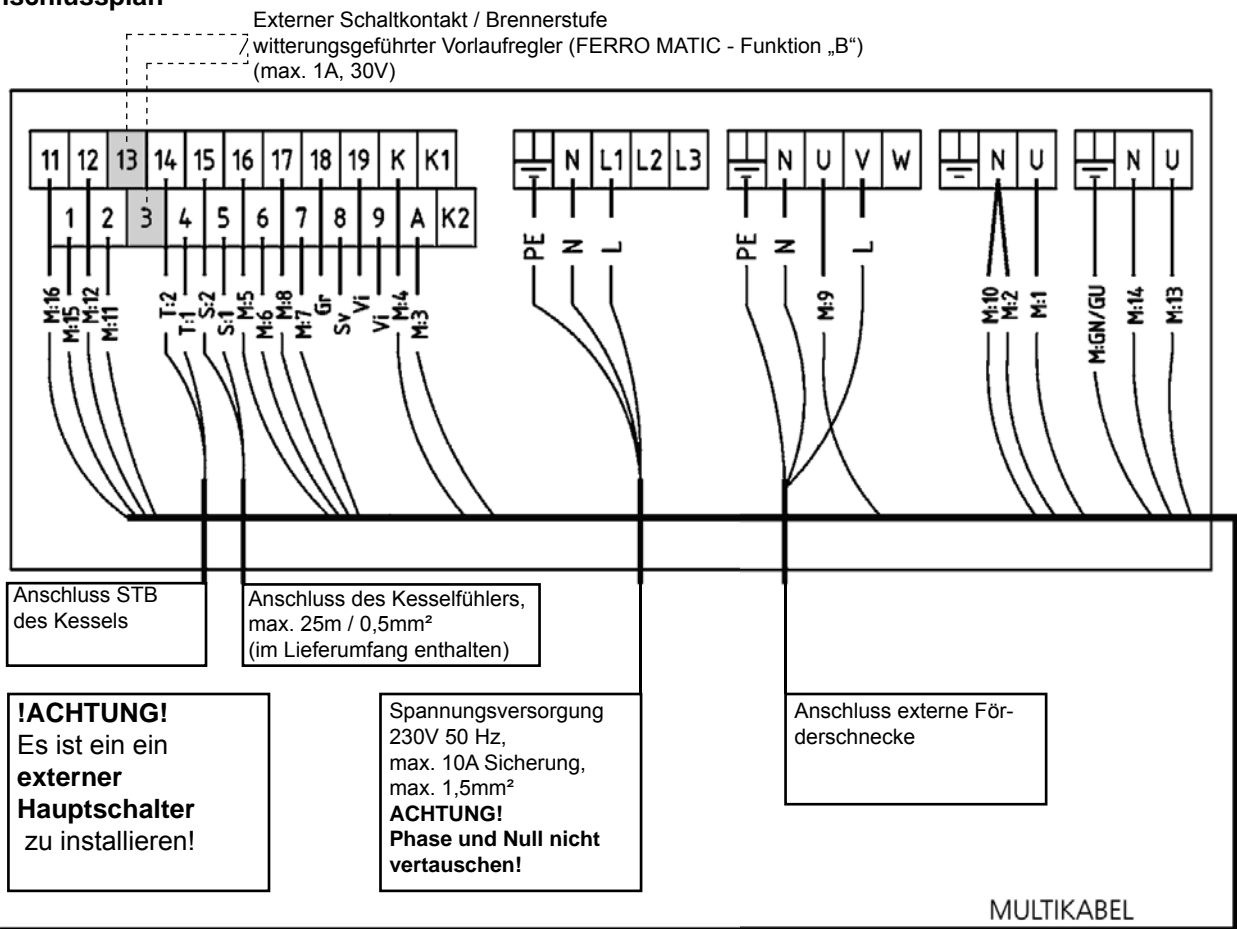 nschlussplan
Externer Schaltkontakt / Brennerstufe
witterungsgeführter Vorlaufregler (FERRO MATIC - Funktion „B“)
(max. 1A, 30V)
11 12 13 14 15 16 17 18 19 K K1
1 2 3 4 5 6 7 8 9 A K2
N L1 L2 L3
N U V W
N U
N U
M:16
M:15
M:12
M:11
T:2
T:1
S:2
S:1
M:5
M:6
M:8
M:7
Gr
Sv
Vi
Vi
M:4
M:3
PE
N
L
PE
N
M:9
L
M:10
M:2
M:1
M:GN/GU
M:14
M:13
Anschluss STB
des Kessels
Anschluss des Kesselfühlers,
max. 25m / 0,5mm²
(im Lieferumfang enthalten)
!ACHTUNG!
Es ist ein ein
externer
Hauptschalter
zu installieren!
Spannungsversorgung
230V 50 Hz,
max. 10A Sicherung,
max. 1,5mm²
ACHTUNG!
Phase und Null nicht
vertauschen!
Anschluss externe För-
derschnecke
MULTIKABEL